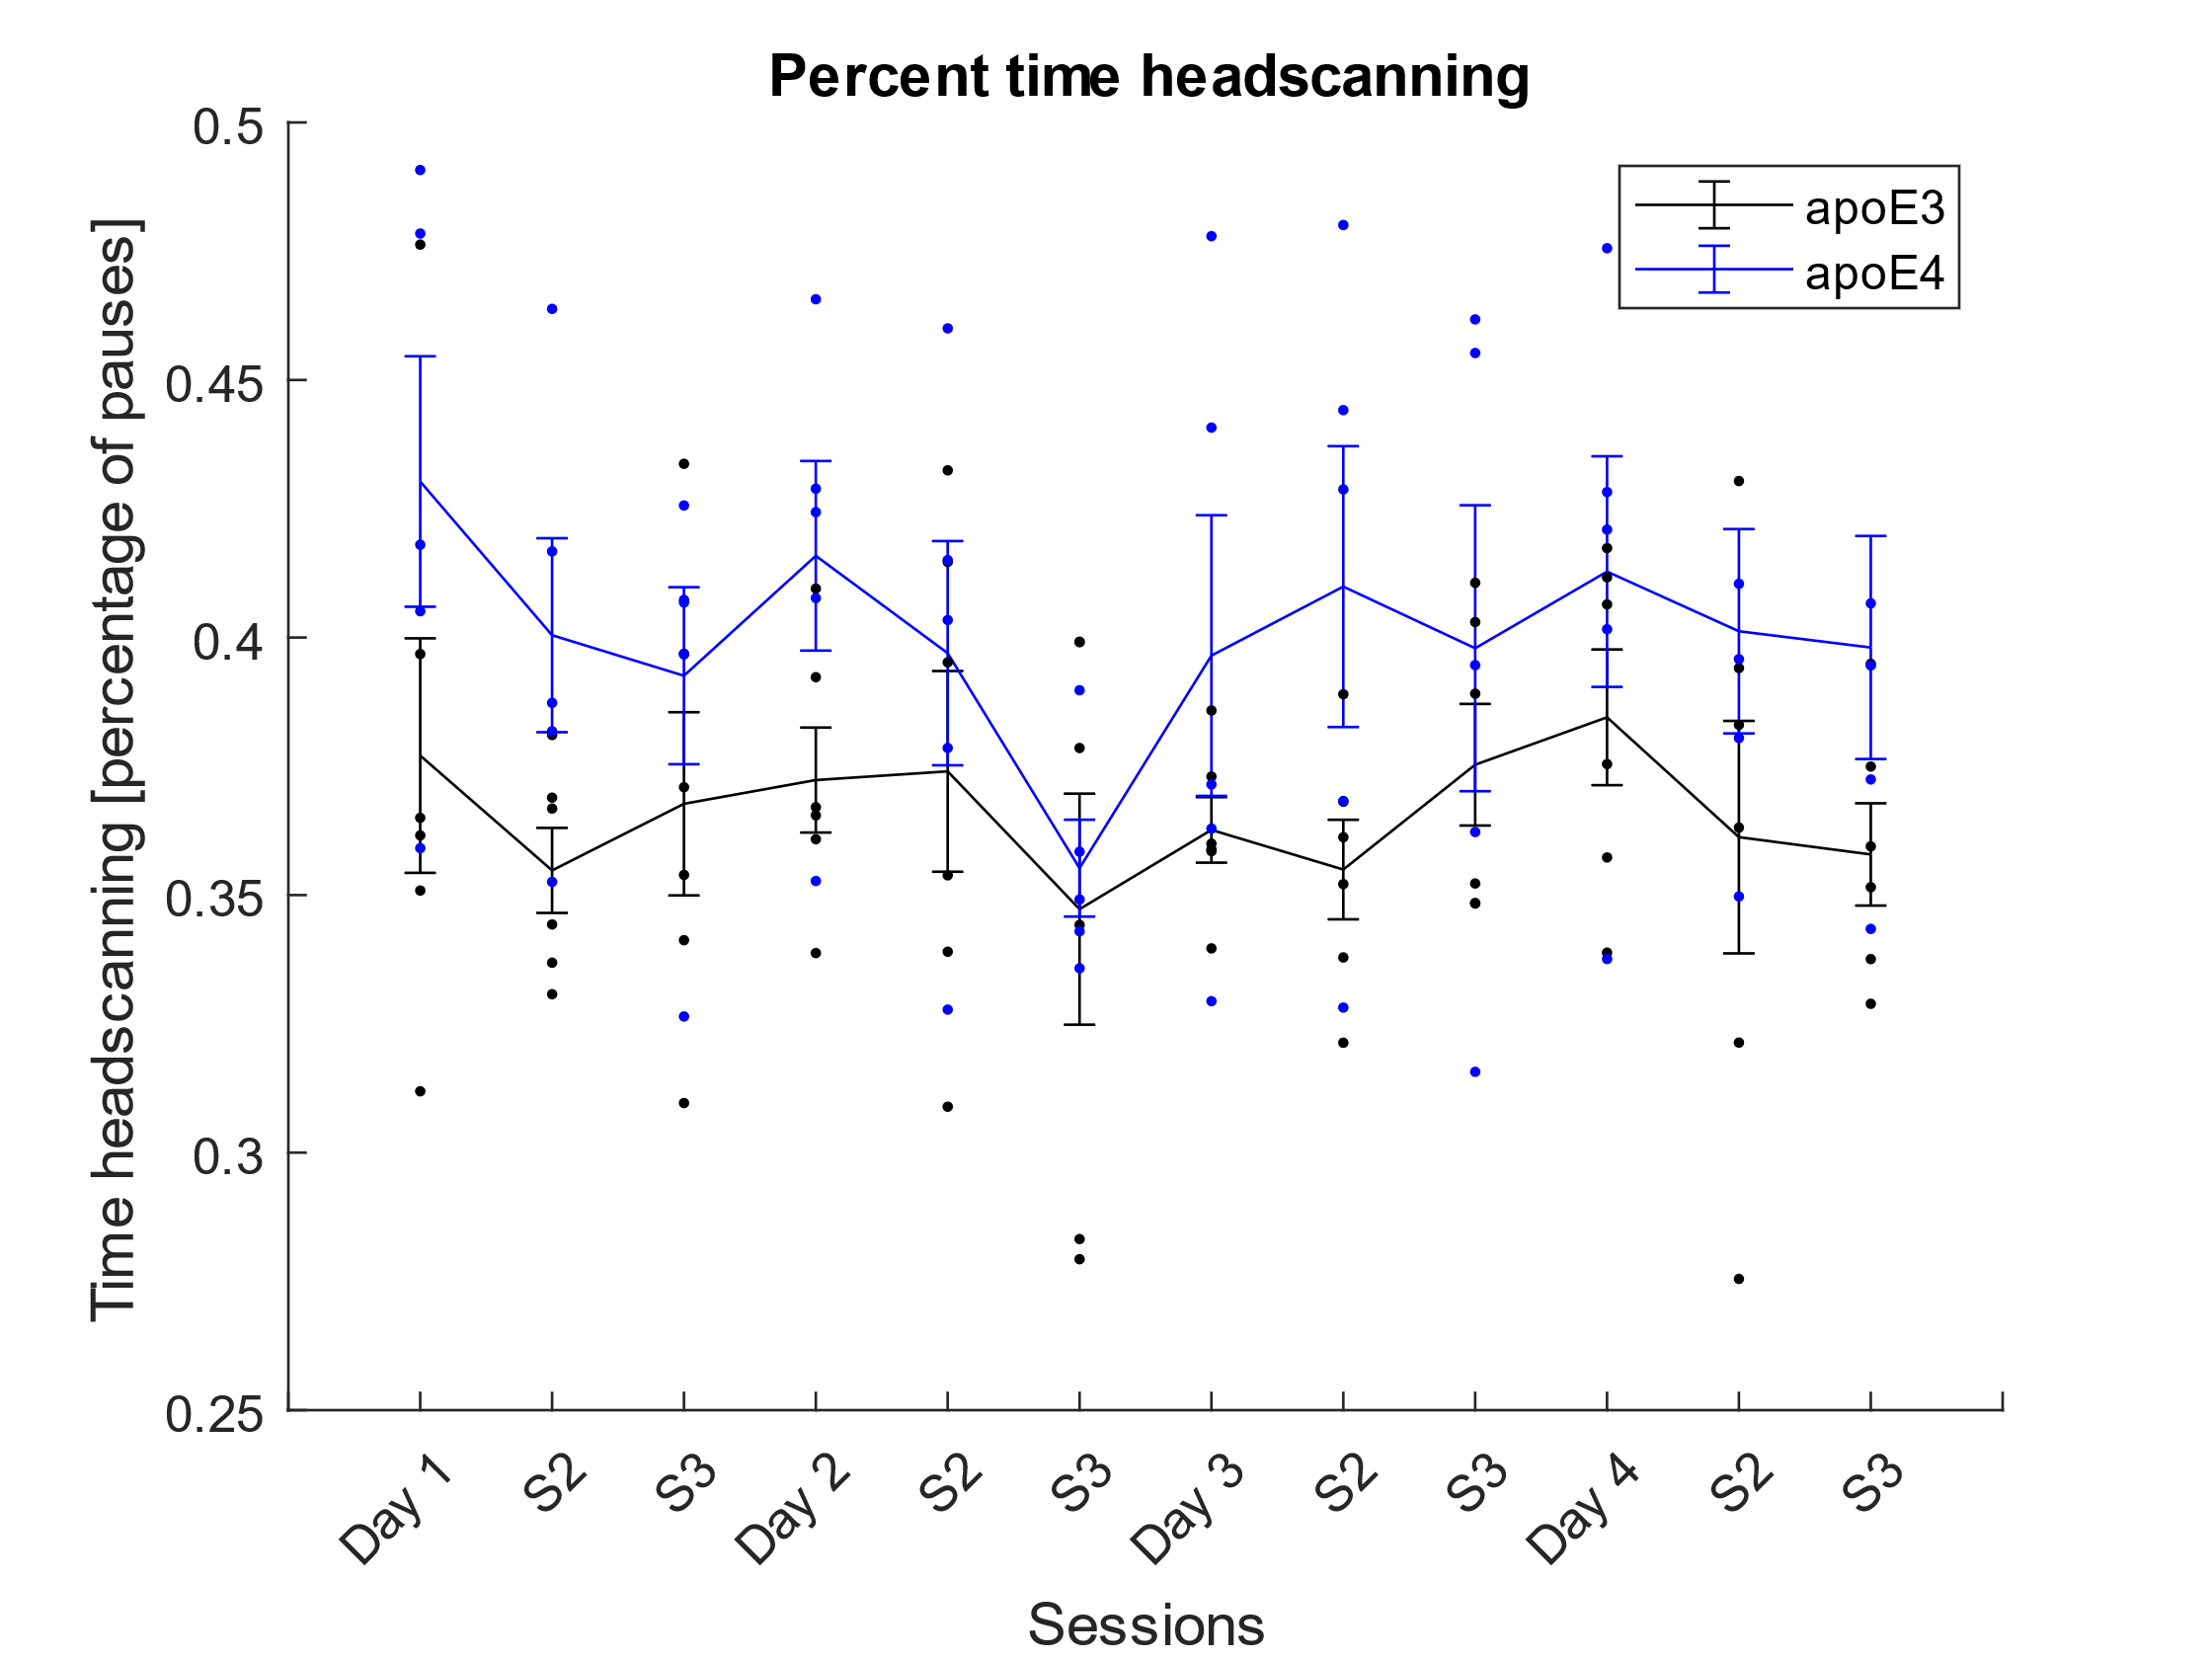 Percent time headscanning
Time headscanning [percentage of pauses]
0.5
0.45
0.4
0.35
0.3
0.25
apoE3
apoE4
Day 1
S2
S3
Day 2
S2
S3
Day 3
S2
S3
Day 4
S2
S3
Sessions